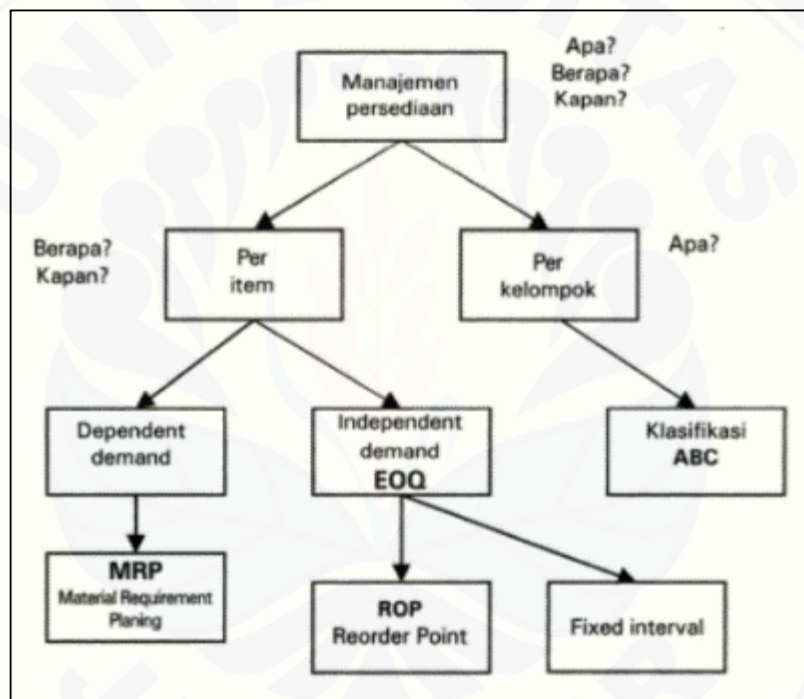 UNIVERSITAS
Apa?
Berapa?
Kapan?
Manajemen
persediaan
Berapa?
Kapan?
Per
item
Per
kelompok
Apa?
Dependent
demand
Independent
demand
EOQ
Klasifikasi
ABC
MRP
Material Requirement
Planing
ROP
Reorder Point
Fixed interval